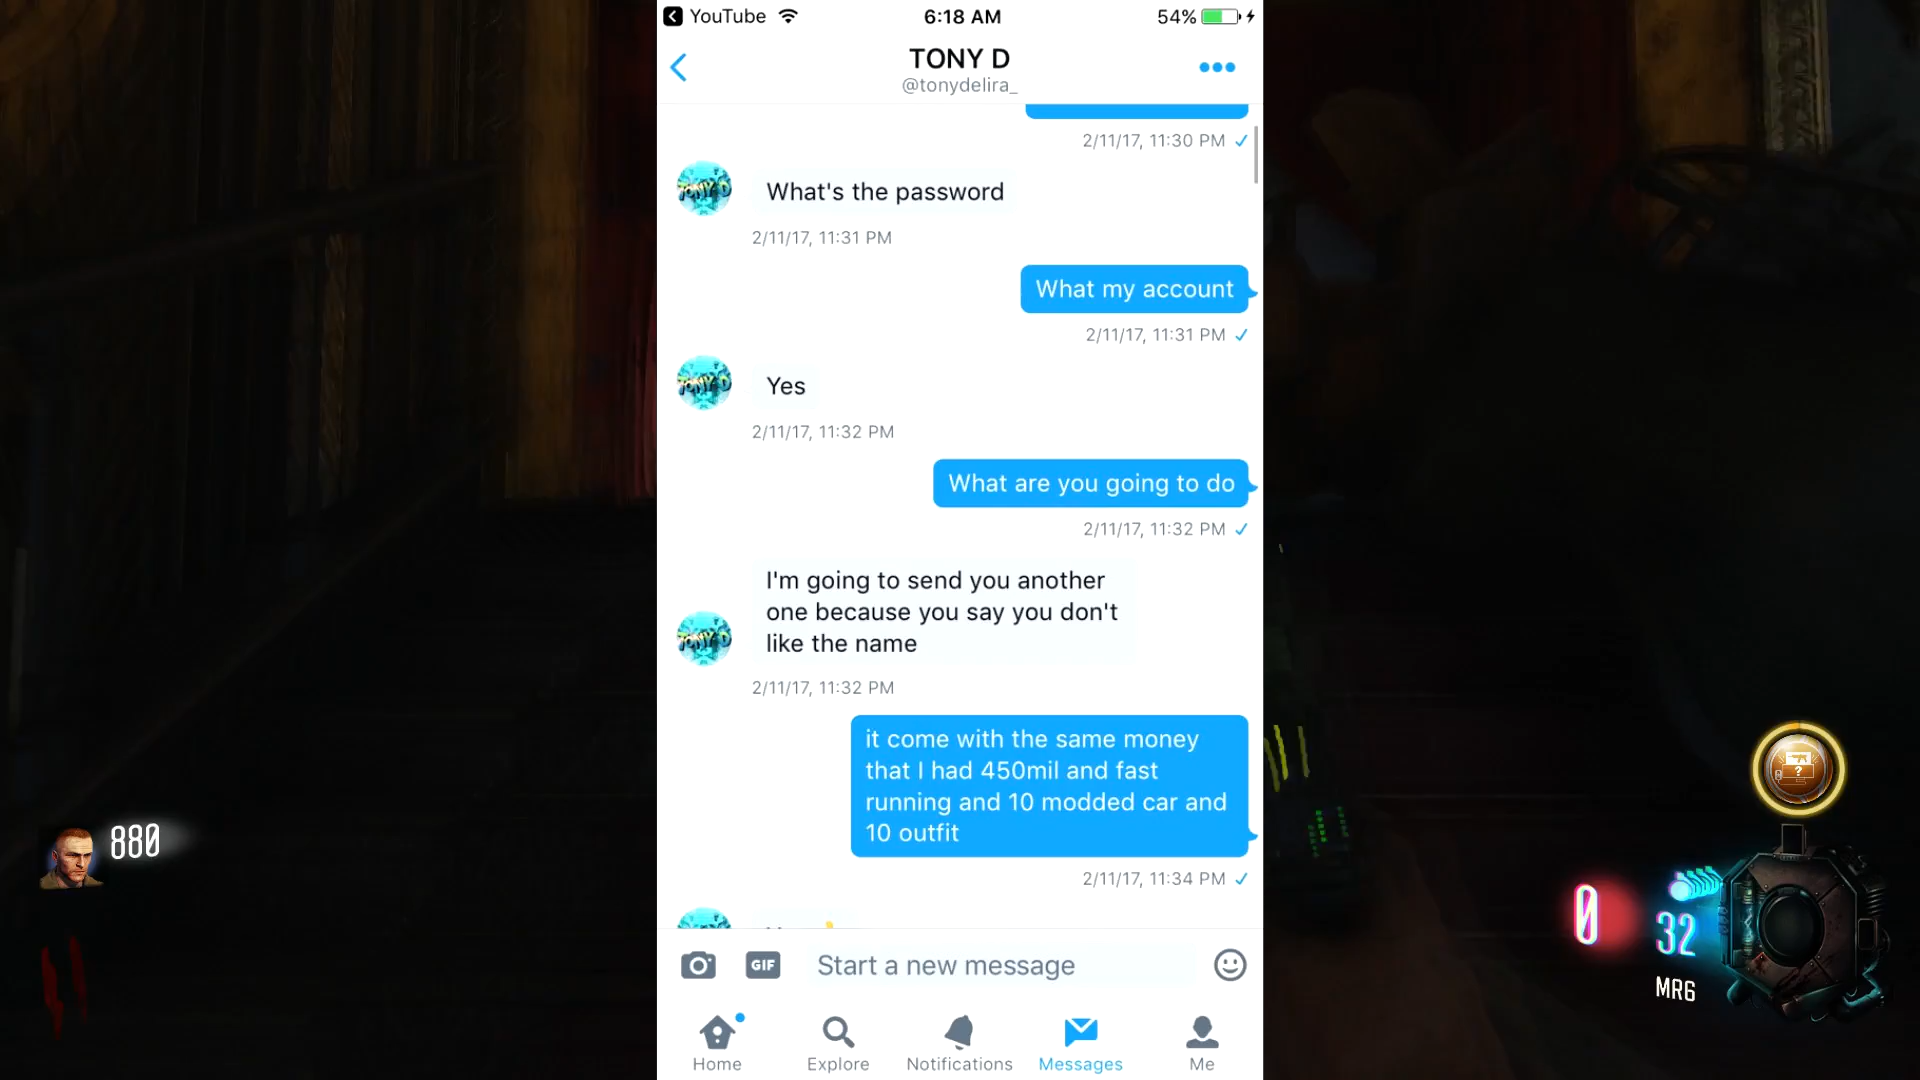 YouTube
6:18 AM
54%
TONY D
@tonydelira_
2/11/17, 11:30 PM
TONY D
What's the password
2/11/17, 11:31 PM
What my account
2/11/17, 11:31 PM
TONY D
Yes
2/11/17, 11:32 PM
What are you going to do
2/11/17, 11:32 PM
I'm going to send you another
one because you say you don't
like the name
TONY D
2/11/17, 11:32 PM
it come with the same money
that I had 450mil and fast
running and 10 modded car and
10 outfit
2/11/17, 11:34 PM
GIF
Start a new message
Home
Explore
Notifications
Messages
Me
880
?
0
32
MR6